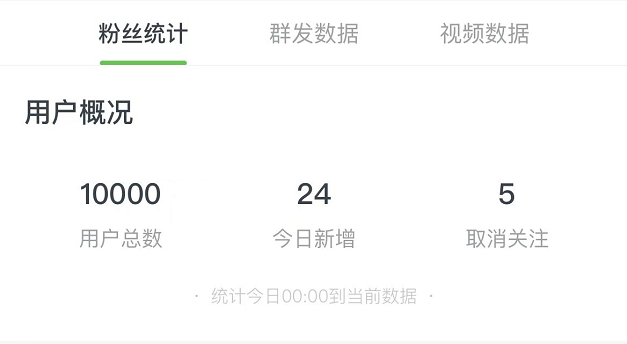 粉丝统计 群发数据 视频数据
用户概况
10000 24 5
用户总数 今日新增 取消关注
· 统计今日00:00到当前数据 ·